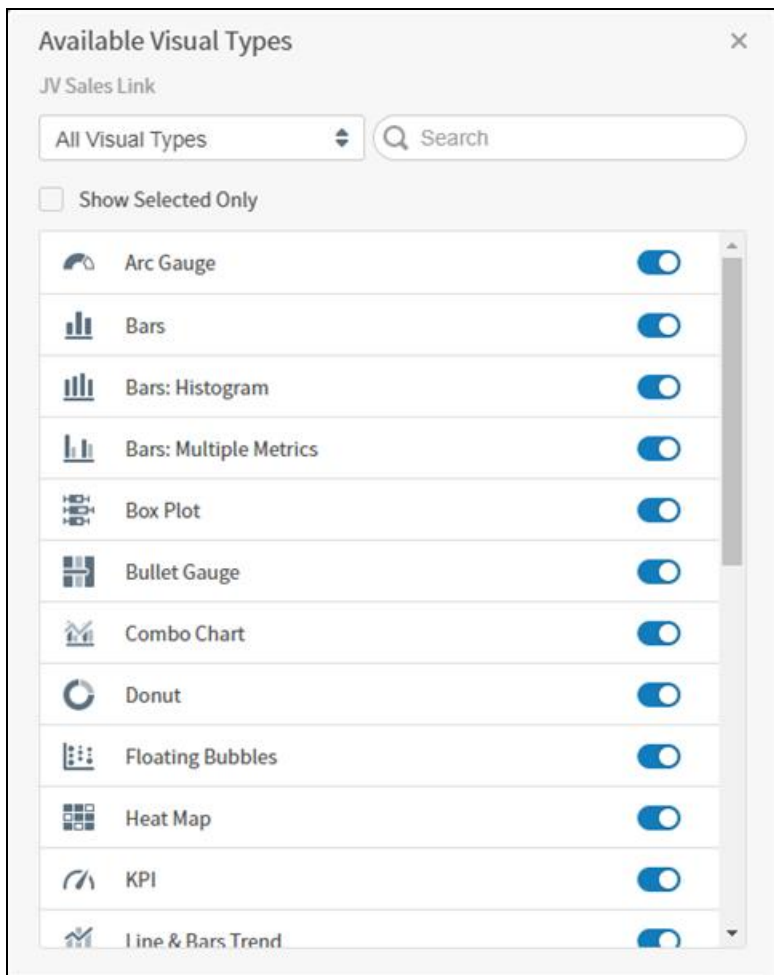 Available Visual Types
JV Sales Link
All Visual Types
Search
Show Selected Only
Arc Gauge
Bars
Bars: Histogram
Bars: Multiple Metrics
Box Plot
Bullet Gauge
Combo Chart
Donut
Floating Bubbles
Heat Map
KPI
Line & Bars Trend